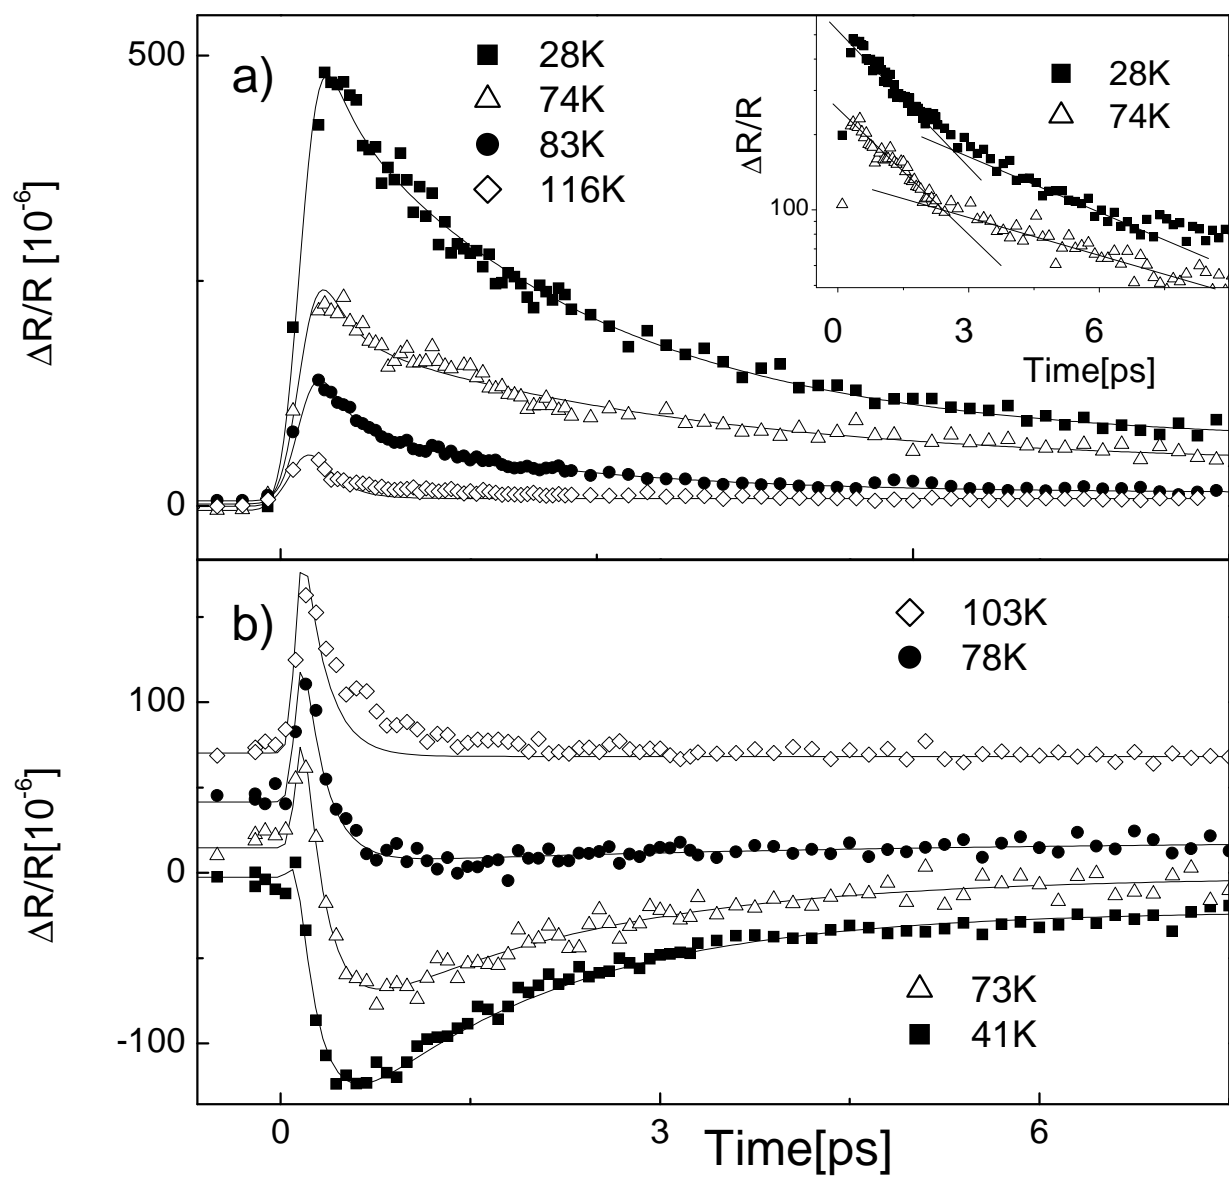 500
0
ΔR/R [10⁻⁶]
a)
28K
74K
83K
116K
ΔR/R
100
28K
74K
0 3 6
Time[ps]
b)
103K
78K
100
0
-100
ΔR/R[10⁻⁶]
73K
41K
0 3 6
Time[ps]